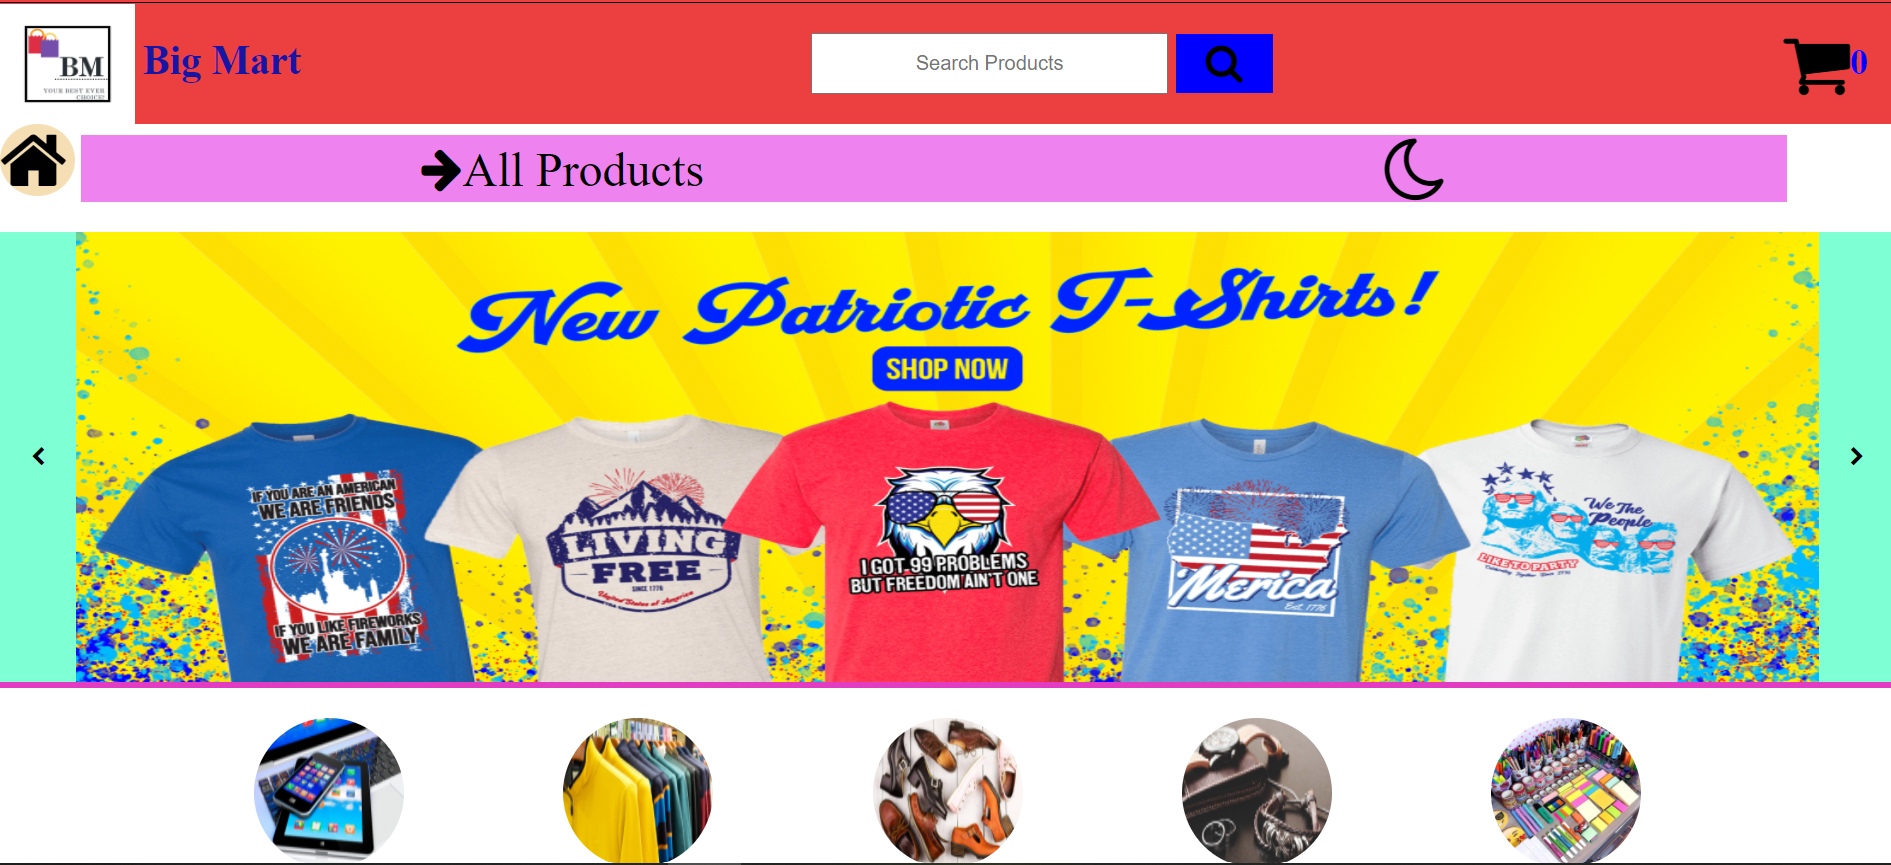 BM
YOUR BEST EVER
CHOICE!
Big Mart
Search Products
0
All Products
New Patriotic T-Shirts!
SHOP NOW
IF YOU ARE AN AMERICAN
WE ARE FRIENDS
IF YOU LIKE FIREWORKS
WE ARE FAMILY
LIVING
FREE
SINCE 1776
United States of America
I GOT 99 PROBLEMS
BUT FREEDOM AIN'T ONE
'Merica
Est. 1776
We The
People
LIKE TO PARTY